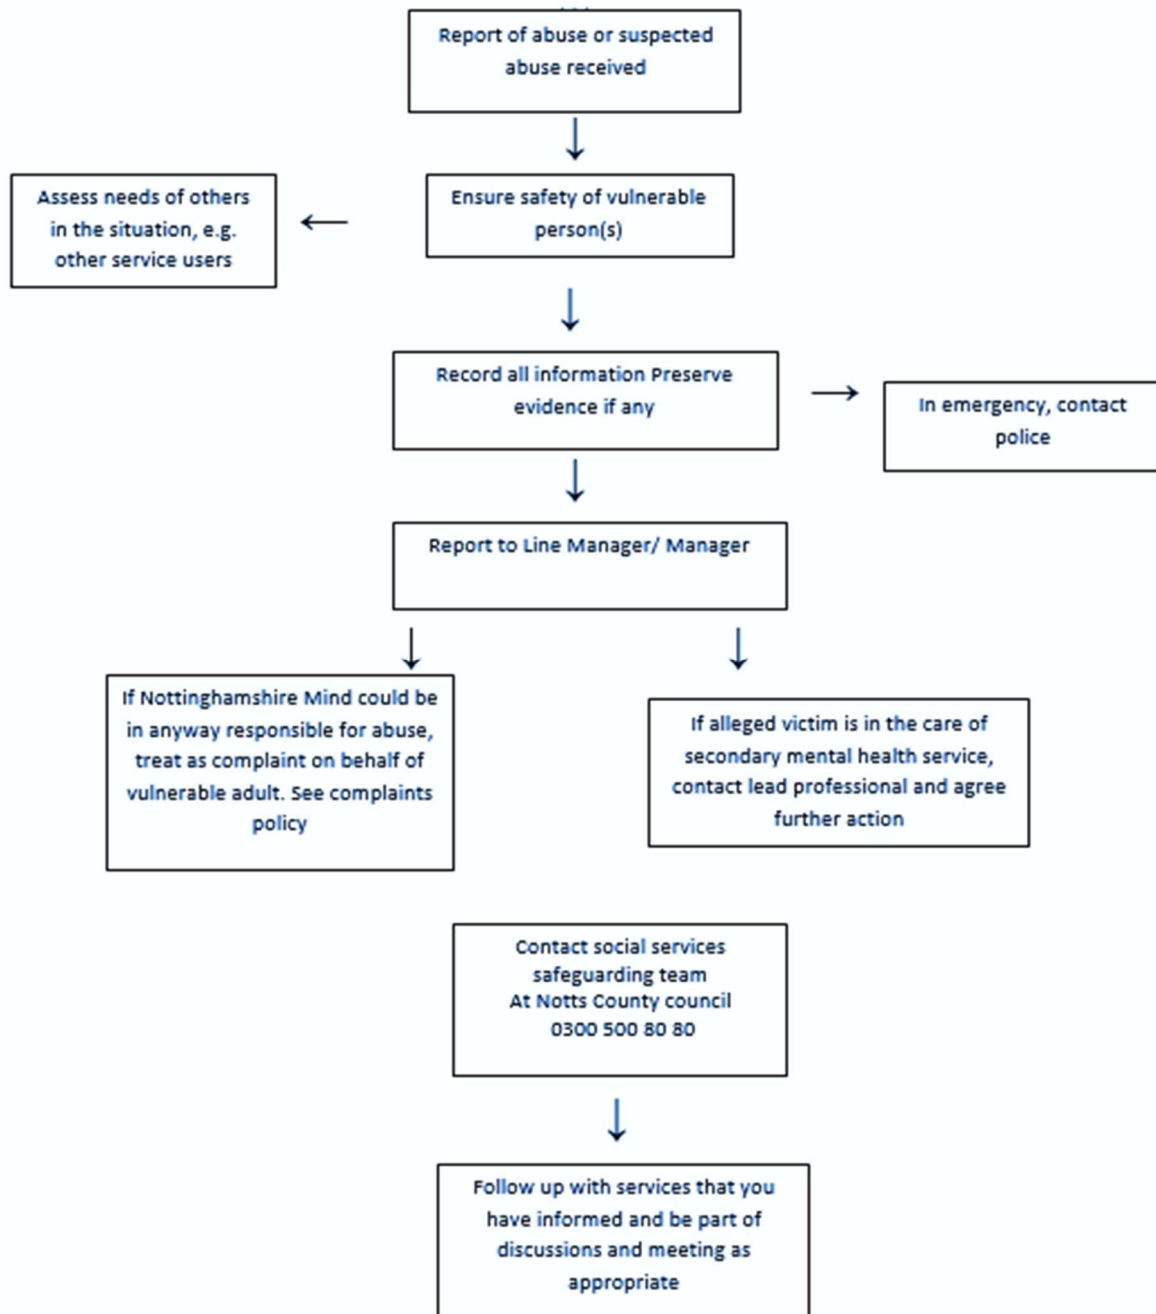 Report of abuse or suspected
abuse received
Assess needs of others
in the situation, e.g.
other service users
Ensure safety of vulnerable
person(s)
Record all information Preserve
evidence if any
In emergency, contact
police
Report to Line Manager/ Manager
If Nottinghamshire Mind could be
in anyway responsible for abuse,
treat as complaint on behalf of
vulnerable adult. See complaints
policy
If alleged victim is in the care of
secondary mental health service,
contact lead professional and agree
further action
Contact social services
safeguarding team
At Notts County council
0300 500 80 80
Follow up with services that you
have informed and be part of
discussions and meeting as
appropriate